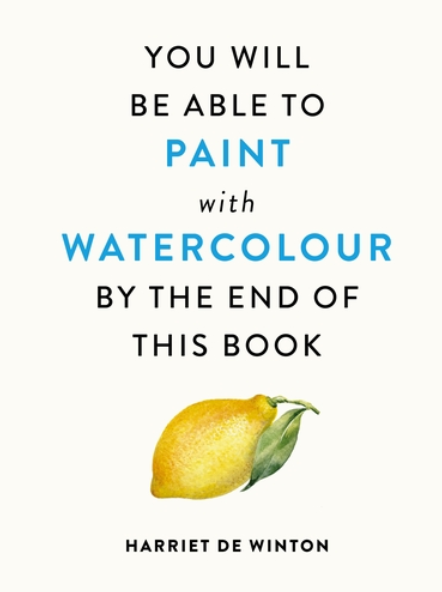 YOU WILL
BE ABLE TO
PAINT
with
WATERCOLOUR
BY THE END OF
THIS BOOK
HARRIET DE WINTON